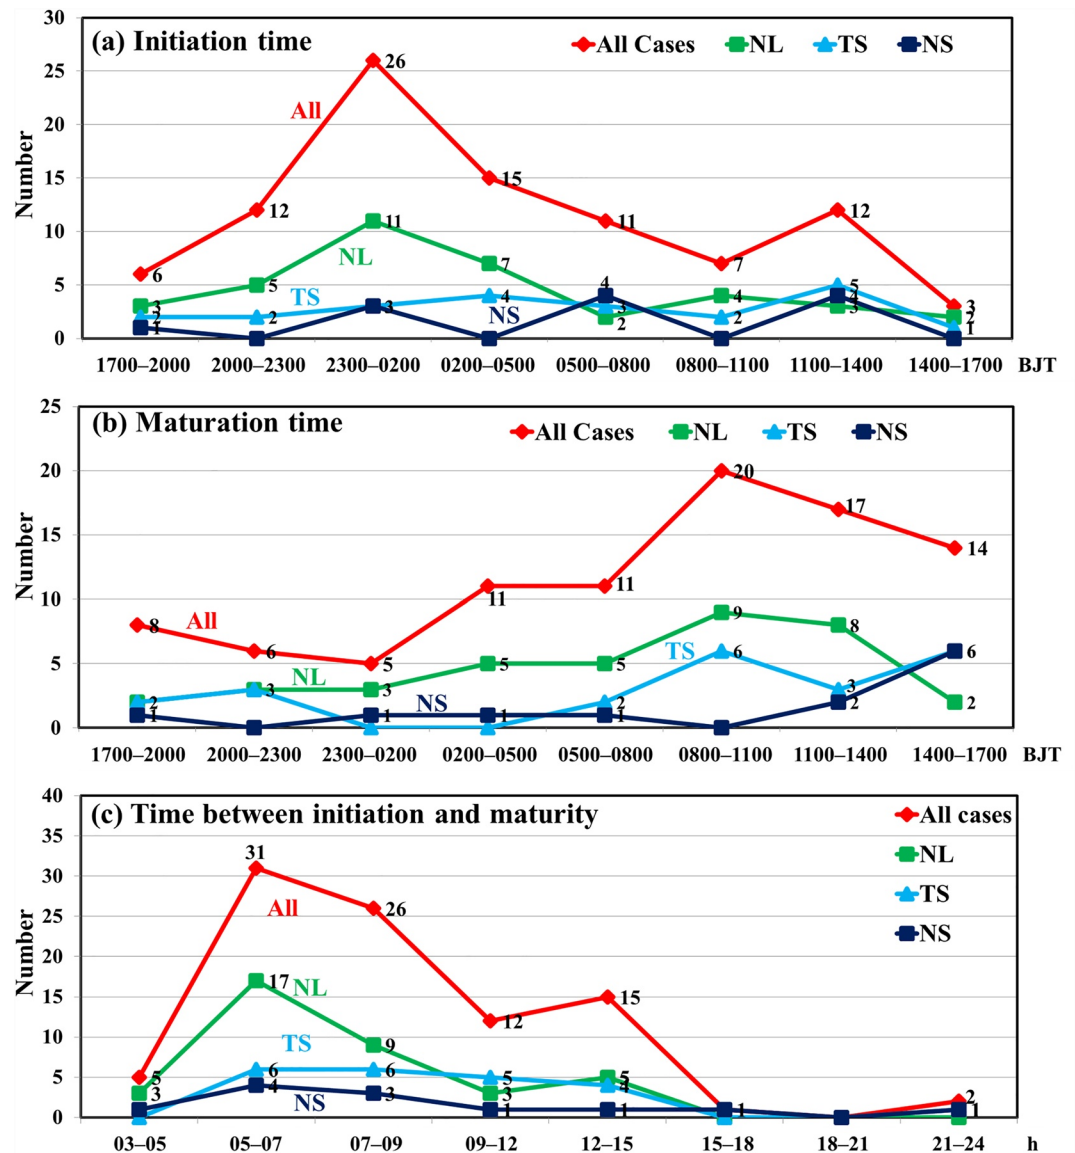 (a) Initiation time
All Cases NL TS NS
30
25
20
15
10
5
0
Number
All
NL
TS
NS
6 12 26 15 11 7 12 3
3 5 11 7 2 4 3 2
2 2 3 4 3 2 5 1
1 4 4
1700–2000 2000–2300 2300–0200 0200–0500 0500–0800 0800–1100 1100–1400 1400–1700 BJT
(b) Maturation time
All Cases NL TS NS
25
20
15
10
5
0
Number
All
NL
TS
NS
8 6 5 11 11 20 17 14
2 3 3 5 5 9 8 2
2 6 3 6
1 1 1 1 2
1700–2000 2000–2300 2300–0200 0200–0500 0500–0800 0800–1100 1100–1400 1400–1700 BJT
(c) Time between initiation and maturity
All cases
NL
TS
NS
40
35
30
25
20
15
10
5
0
Number
All
NL
TS
NS
5 31 26 12 15 2
3 17 9 3 5
6 6 5 4
4 3 1 1 1 1
03–05 05–07 07–09 09–12 12–15 15–18 18–21 21–24 h